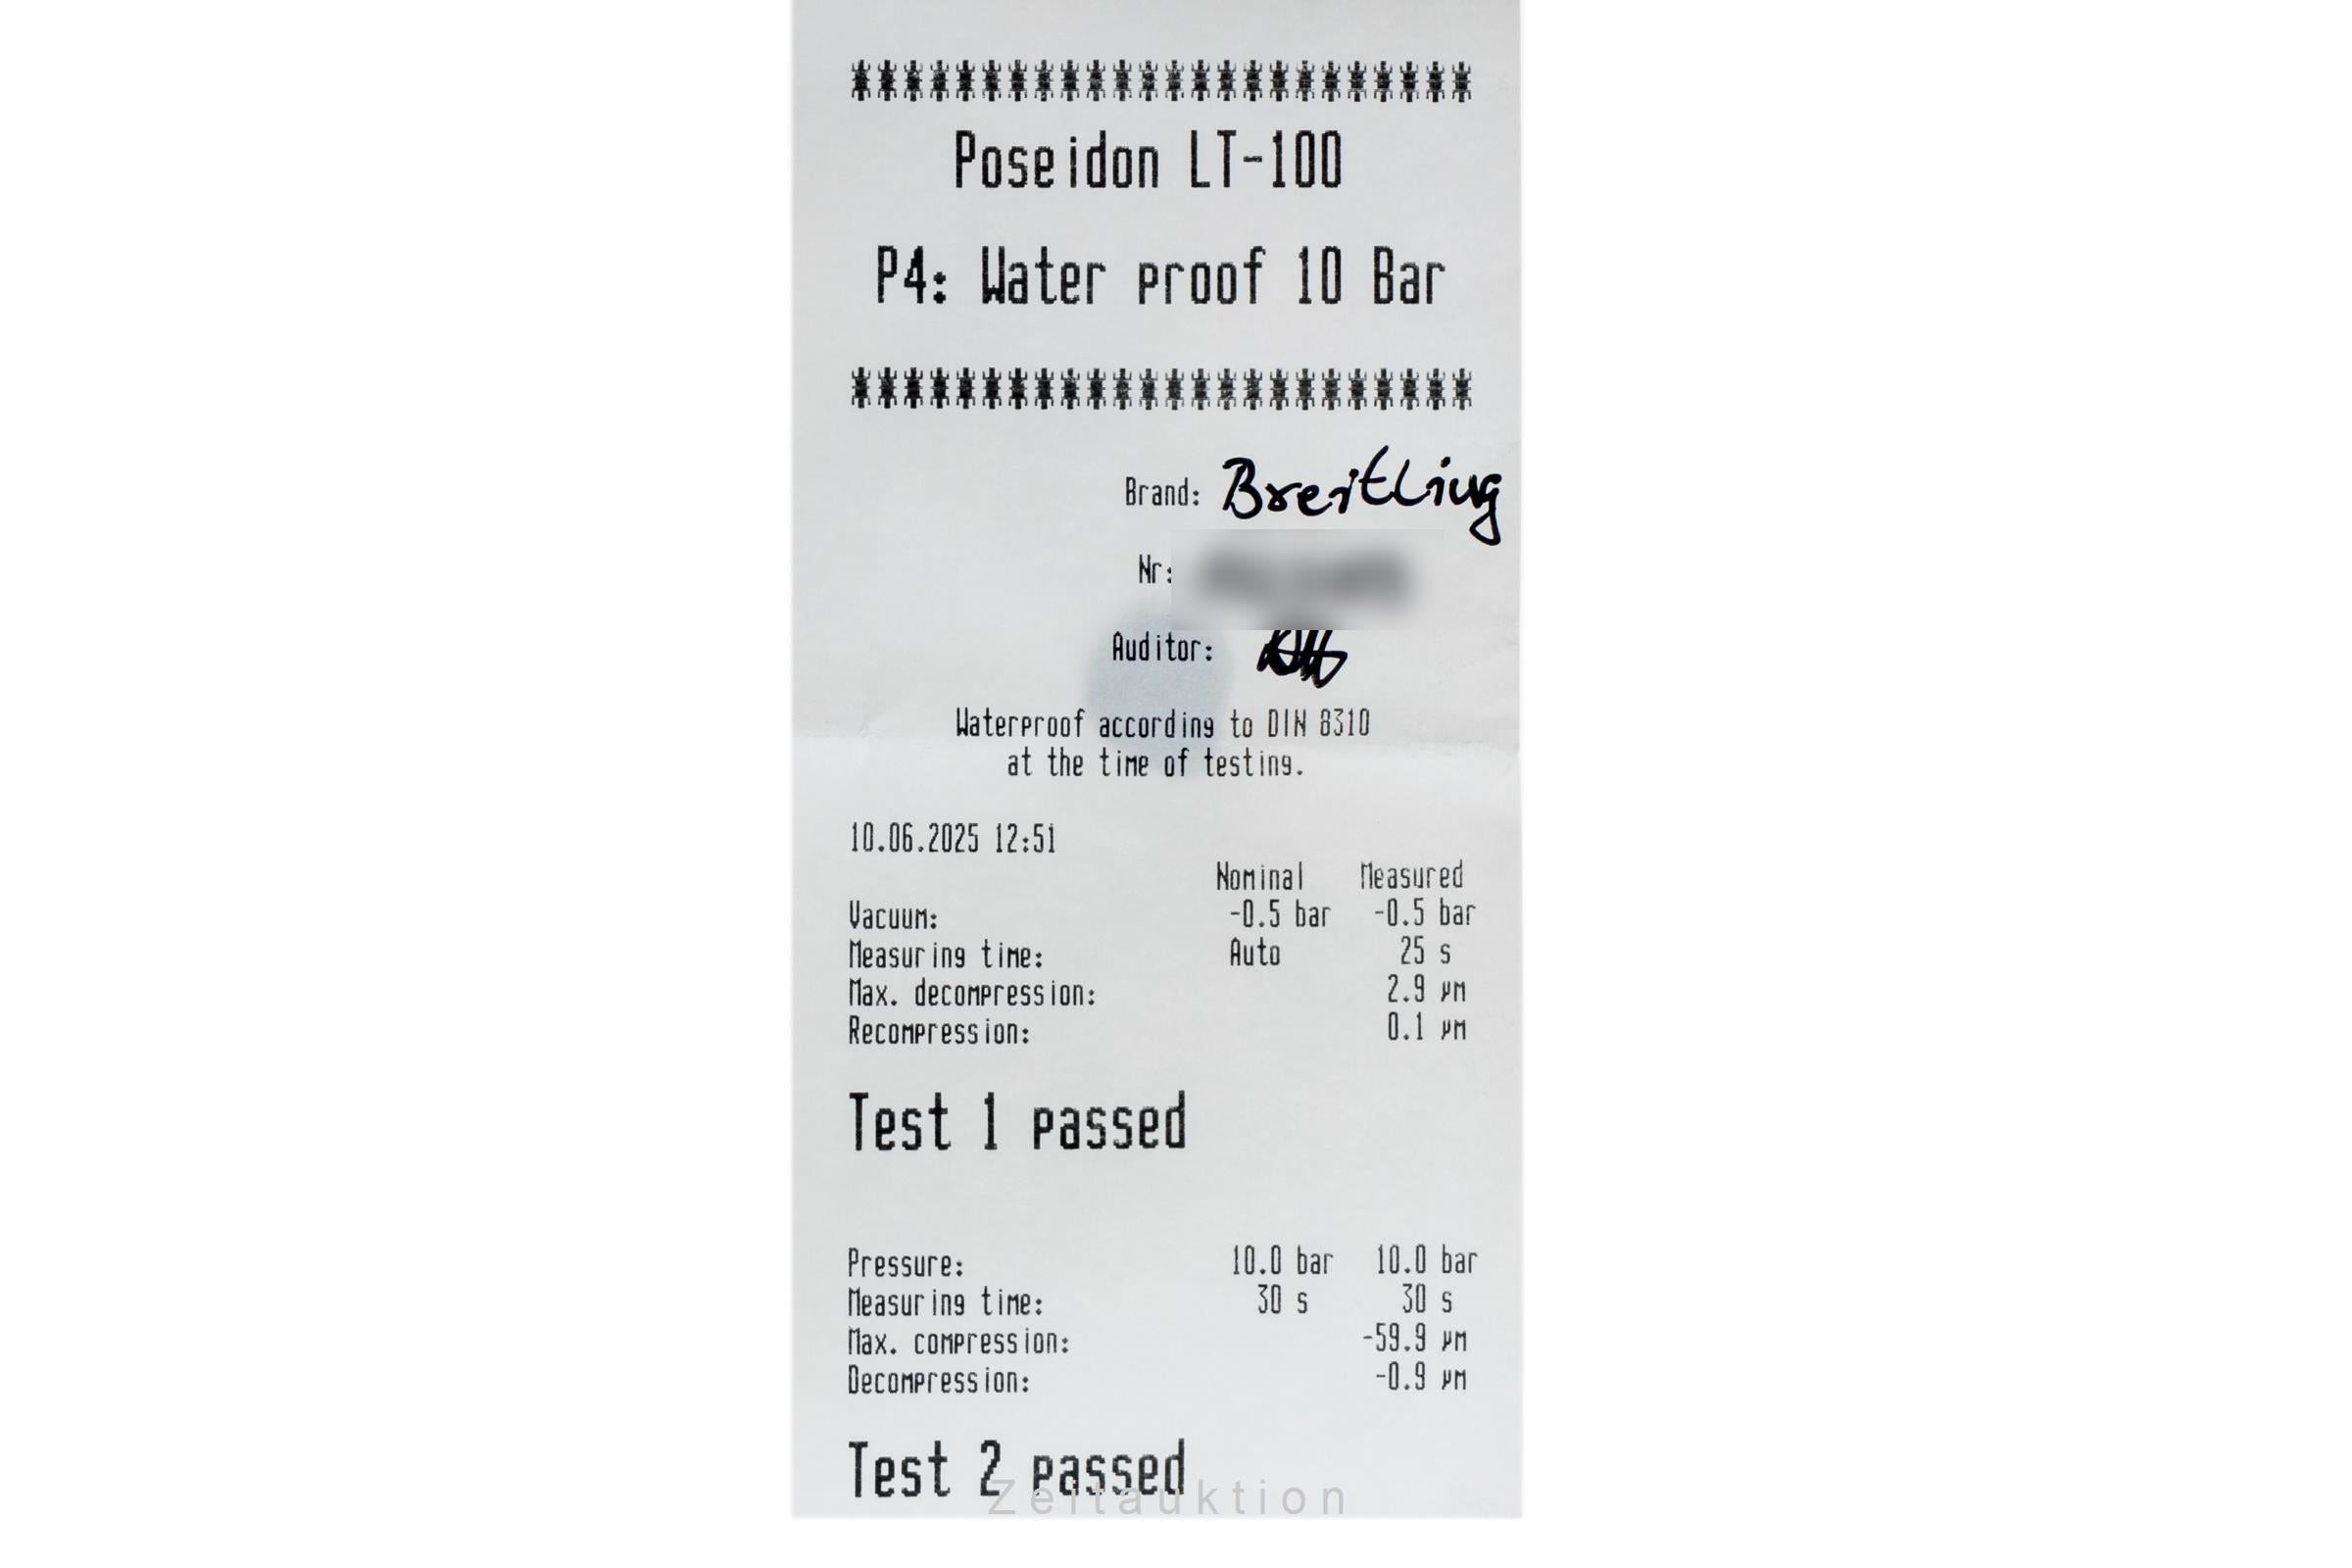 Poseidon LT-100
P4: Water proof 10 Bar
Brand: Breitling
Nr:
Auditor:
Waterproof according to DIN 8310
at the time of testing.
10.06.2025 12:51
Nominal Measured
Vacuum: -0.5 bar -0.5 bar
Measuring time: Auto 25 s
Max. decompression: 2.9 µm
Recompression: 0.1 µm
Test 1 passed
Pressure: 10.0 bar 10.0 bar
Measuring time: 30 s 30 s
Max. compression: -59.9 µm
Decompression: -0.9 µm
Test 2 passed
Zeitauktion